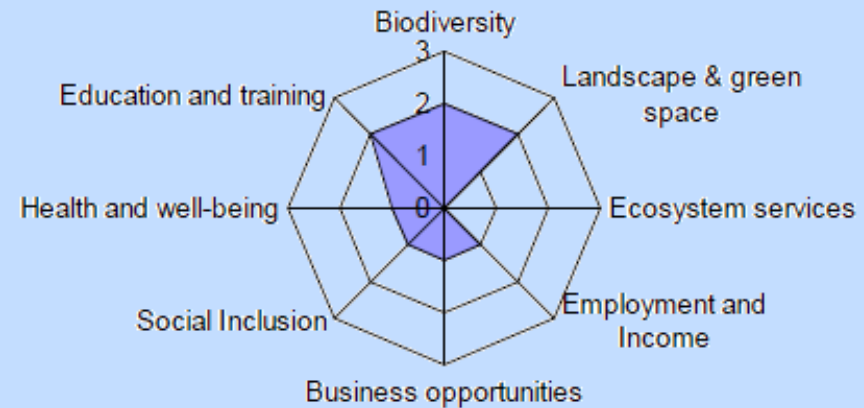 Biodiversity
3
Landscape & green
space
Education and training
2
1
Health and well-being
0
Ecosystem services
Employment and
Income
Social Inclusion
Business opportunities